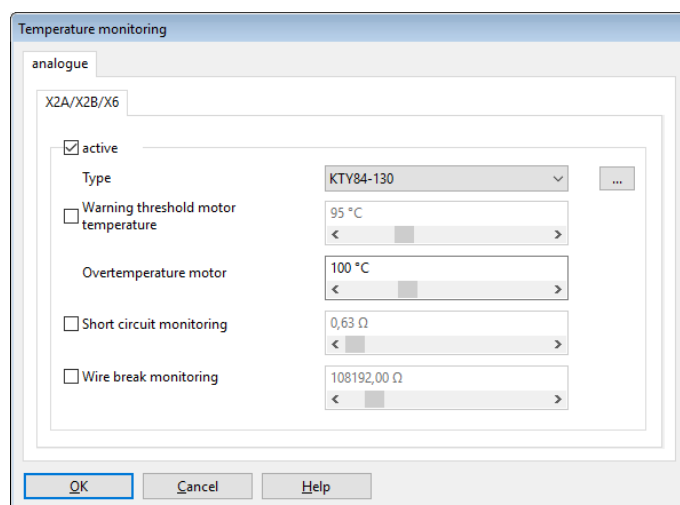 Temperature monitoring
analogue
X2A/X2B/X6
active
Type
KTY84-130
...
Warning threshold motor
temperature
95 °C
Overtemperature motor
100 °C
Short circuit monitoring
0,63 Ω
Wire break monitoring
108192,00 Ω
OK
Cancel
Help